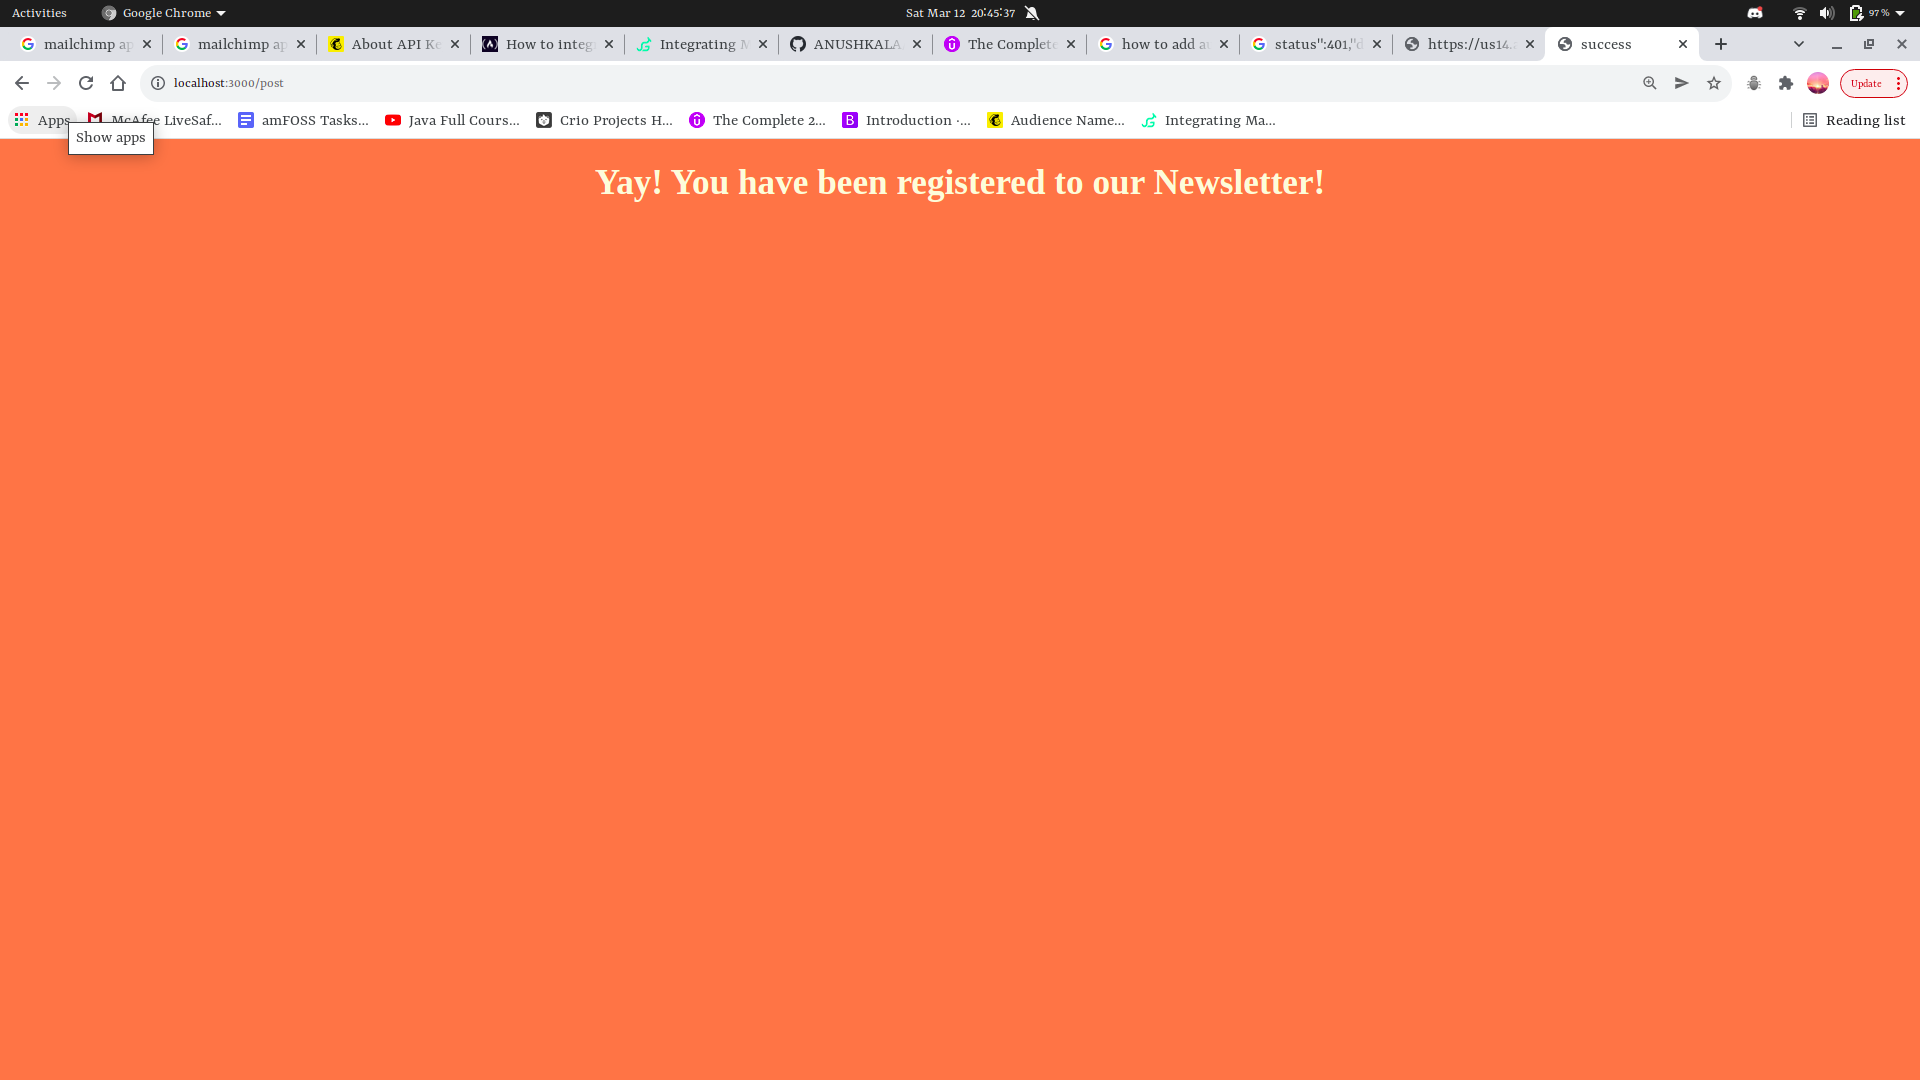 Activities Google Chrome Sat Mar 12 20:45:37 97 %
mailchimp ap mailchimp ap About API Ke How to integ Integrating M ANUSHKALA The Complete how to add au status":401,"d https://us14. success
localhost:3000/post Update
Apps McAfee LiveSaf... amFOSS Tasks... Java Full Cours... Crio Projects H... The Complete 2... Introduction ·... Audience Name... Integrating Ma... Reading list
Show apps
Yay! You have been registered to our Newsletter!